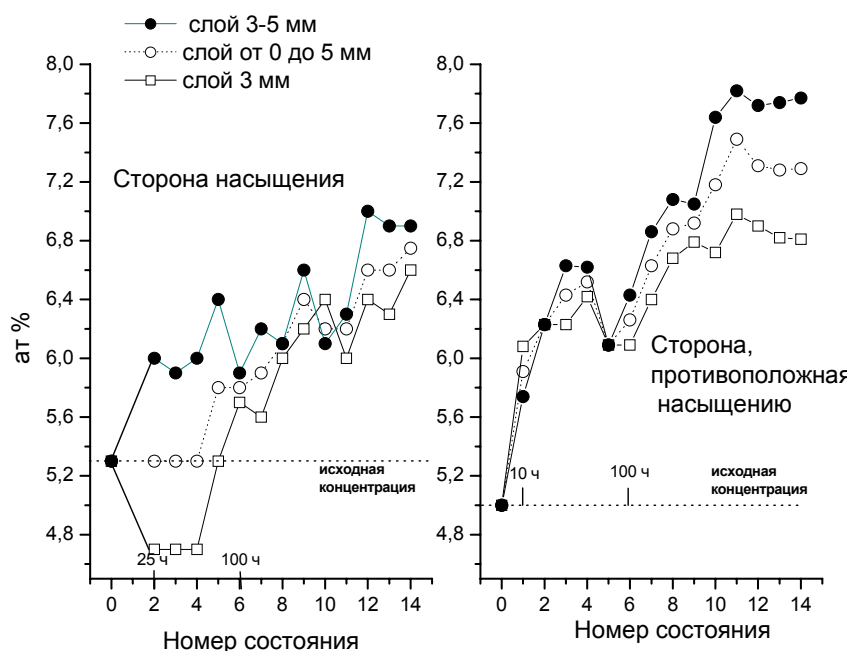 слой 3-5 мм
слой от 0 до 5 мм
слой 3 мм
8,0
7,6
7,2
6,8
6,4
6,0
5,6
5,2
4,8
ат %
Сторона насыщения
исходная
концентрация
25 ч
100 ч
0 2 4 6 8 10 12 14
Номер состояния
8,0
7,6
7,2
6,8
6,4
6,0
5,6
5,2
4,8
Сторона,
противоположная
насыщению
10 ч
100 ч
исходная
концентрация
0 2 4 6 8 10 12 14
Номер состояния